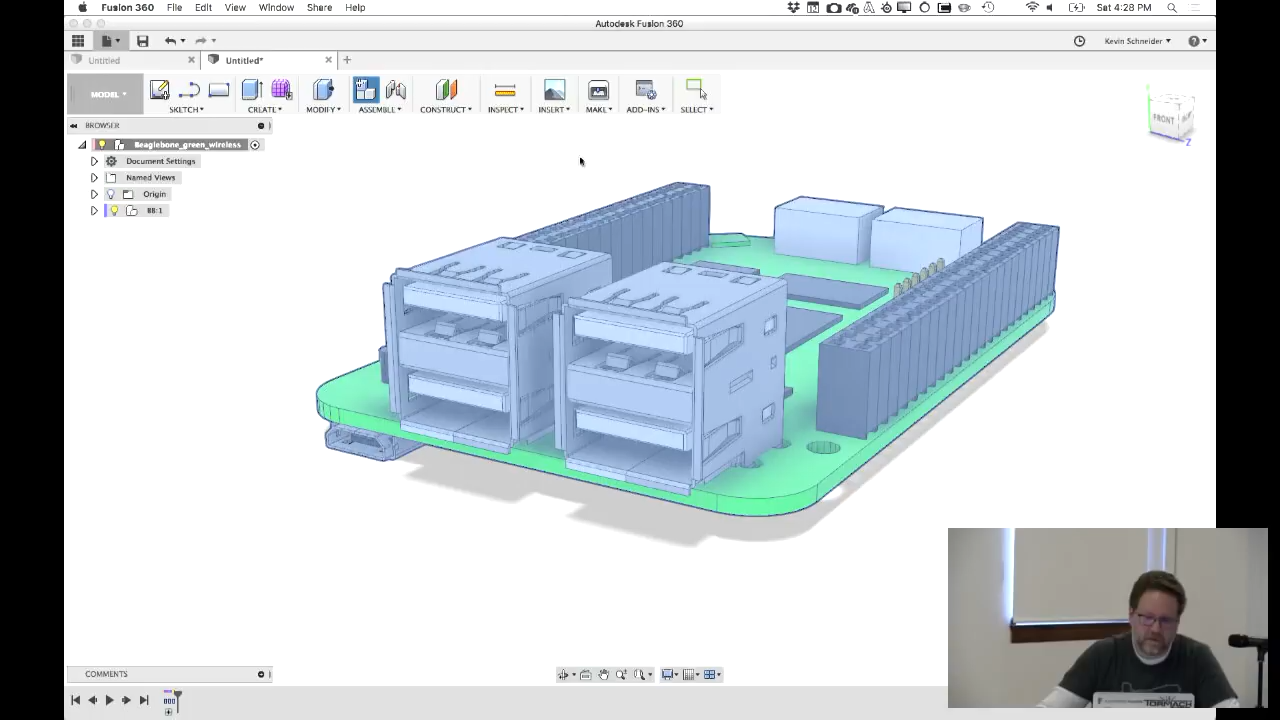 Fusion 360 File Edit View Window Share Help Sat 4:28 PM
Autodesk Fusion 360
Kevin Schneider
Untitled Untitled*
MODEL SKETCH CREATE MODIFY ASSEMBLE CONSTRUCT INSPECT INSERT MAKE ADD-INS SELECT
FRONT
Z
BROWSER
Beaglebone_green_wireless
Document Settings
Named Views
Origin
BB:1
COMMENTS
TORMACH